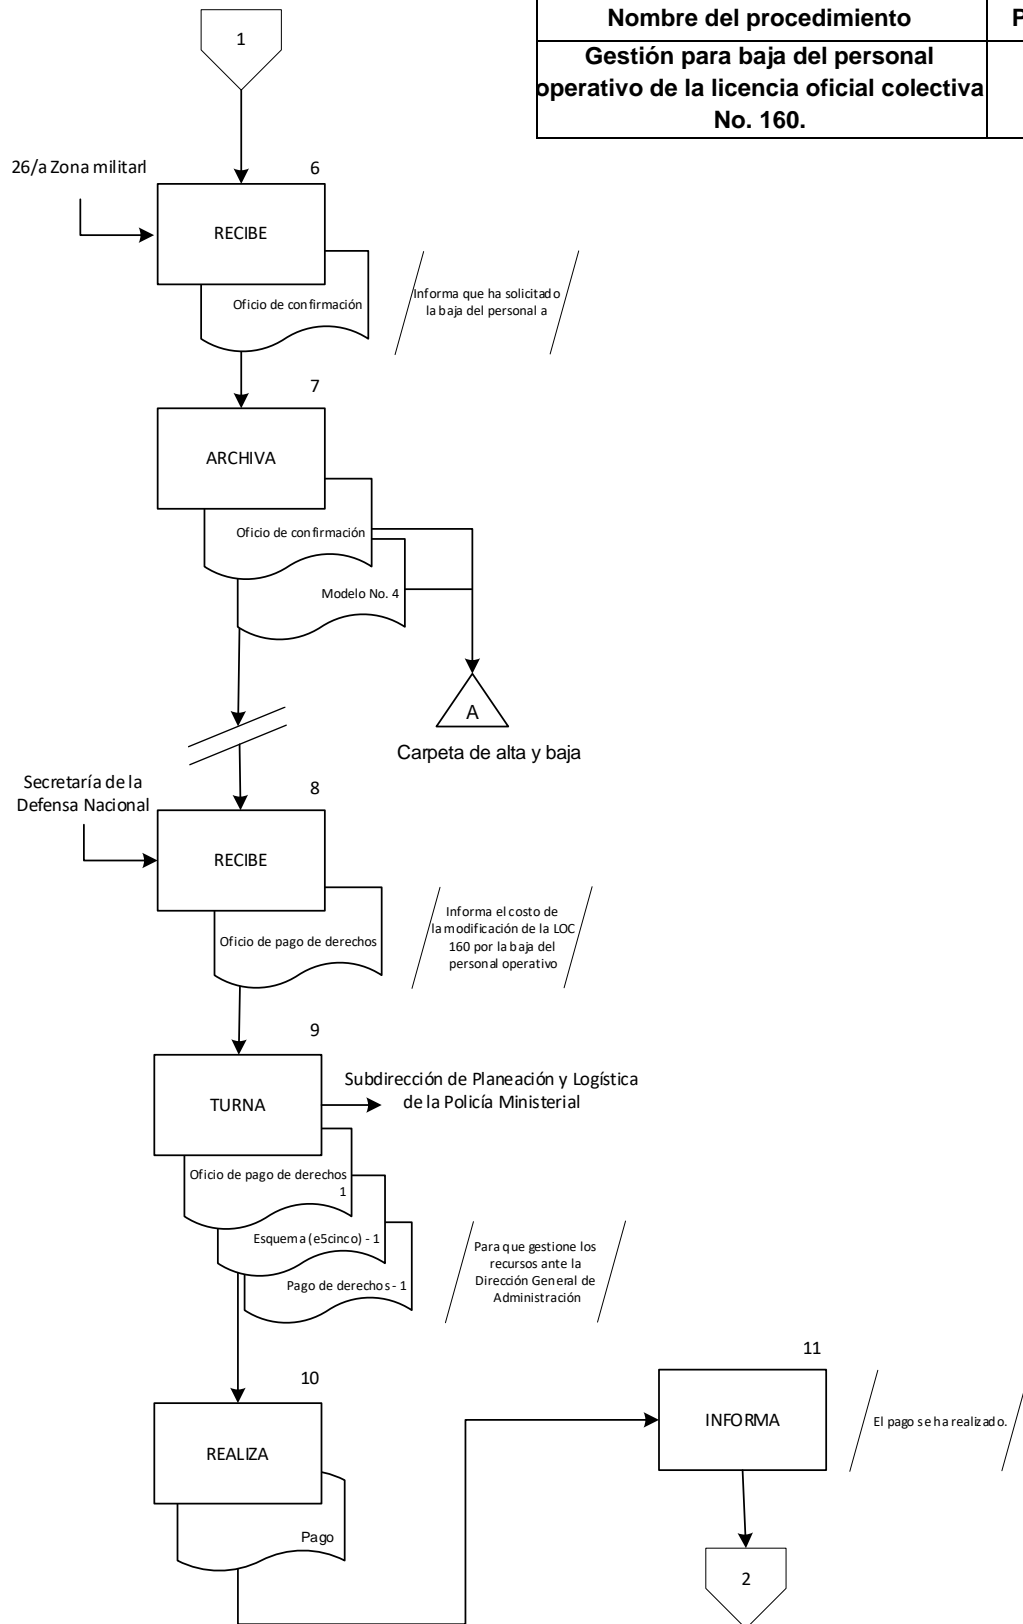 Nombre del procedimiento
P
Gestión para baja del personal
operativo de la licencia oficial colectiva
No. 160.
1
26/a Zona militarl
6
RECIBE
Oficio de confirmación
Informa que ha solicitado
la baja del personal a
7
ARCHIVA
Oficio de confirmación
Modelo No. 4
A
Carpeta de alta y baja
Secretaría de la
Defensa Nacional
8
RECIBE
Oficio de pago de derechos
Informa el costo de
la modificación de la LOC
160 por la baja del
personal operativo
9
TURNA
Subdirección de Planeación y Logística
de la Policía Ministerial
Oficio de pago de derechos
1
Esquema (e5cinco) - 1
Pago de derechos - 1
Para que gestione los
recursos ante la
Dirección General de
Administración
10
REALIZA
Pago
11
INFORMA
El pago se ha realizado.
2